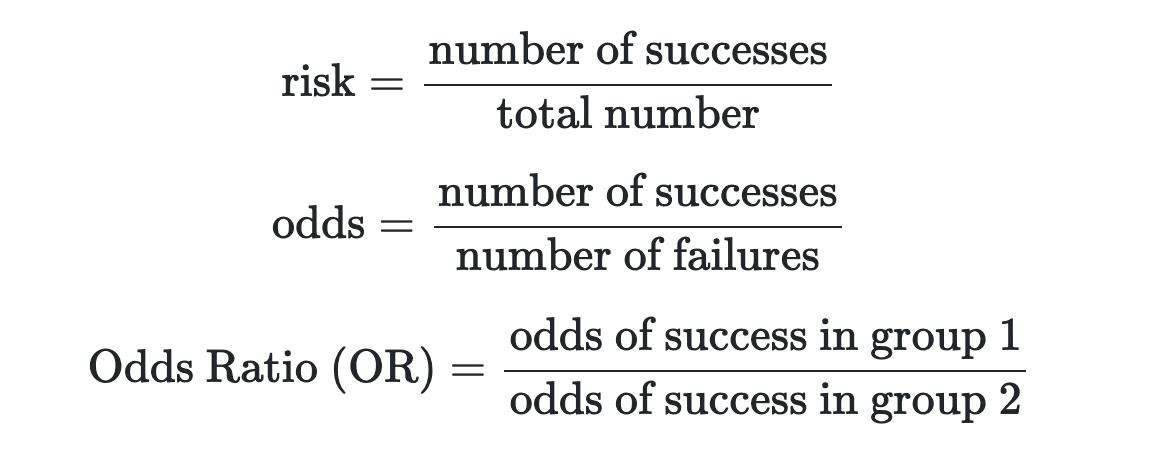 risk = number of successes / total number
odds = number of successes / number of failures
Odds Ratio (OR) = odds of success in group 1 / odds of success in group 2